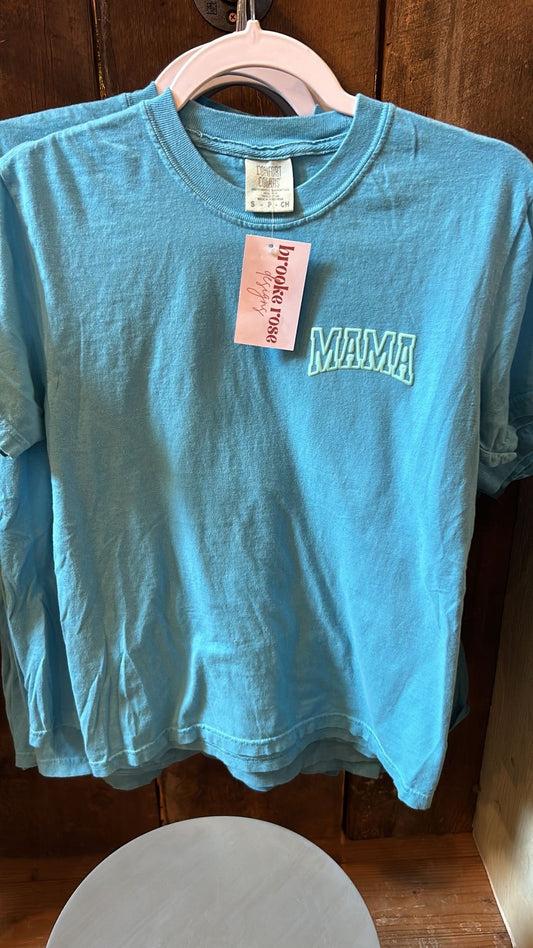 COMFORT
COLORS
S - P - CH
brooke rose
designs
MAMA